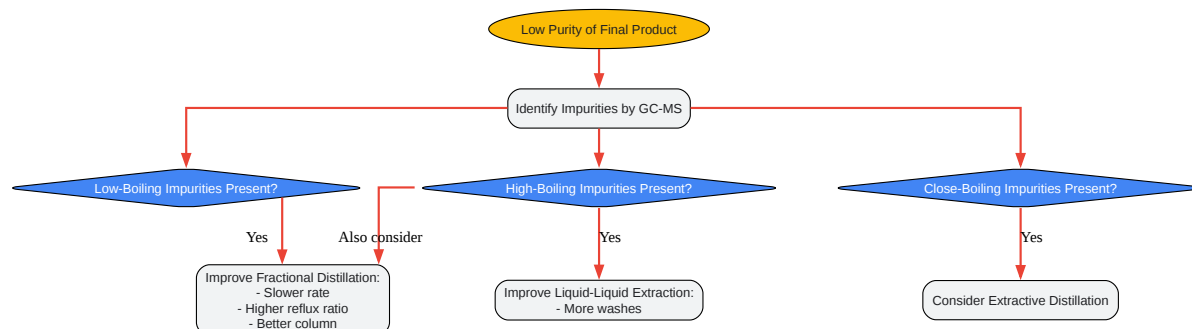 Low Purity of Final Product
Identify Impurities by GC-MS
Low-Boiling Impurities Present?
High-Boiling Impurities Present?
Close-Boiling Impurities Present?
Yes
Also consider
Yes
Yes
Improve Fractional Distillation:
- Slower rate
- Higher reflux ratio
- Better column
Improve Liquid-Liquid Extraction:
- More washes
Consider Extractive Distillation